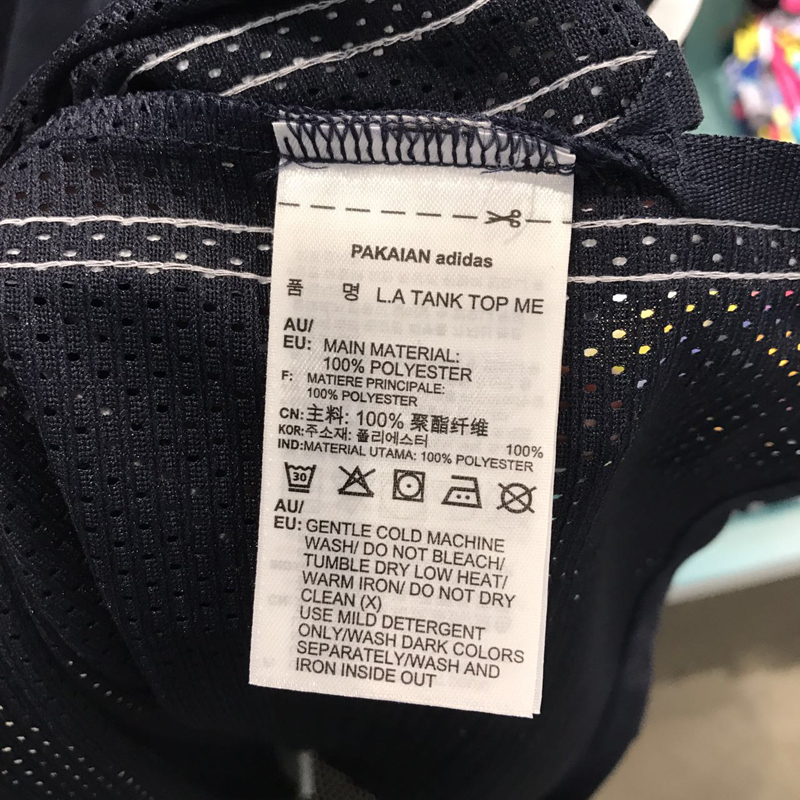 PAKAIAN adidas
품 명 L.A TANK TOP ME
AU/
EU: MAIN MATERIAL:
100% POLYESTER
F: MATIERE PRINCIPALE:
100% POLYESTER
CN:主料: 100% 聚酯纤维
KOR:주소재: 폴리에스터 100%
IND:MATERIAL UTAMA: 100% POLYESTER
30
AU/
EU: GENTLE COLD MACHINE
WASH/ DO NOT BLEACH/
TUMBLE DRY LOW HEAT/
WARM IRON/ DO NOT DRY
CLEAN (X)
USE MILD DETERGENT
ONLY/WASH DARK COLORS
SEPARATELY/WASH AND
IRON INSIDE OUT